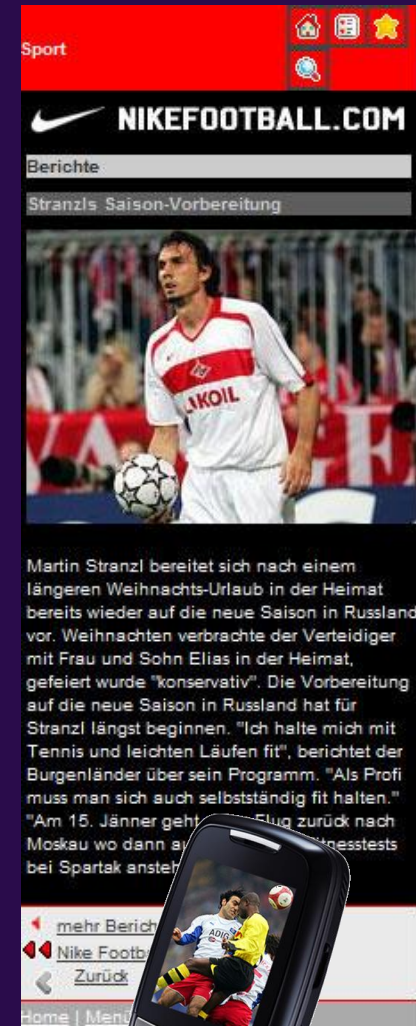 Sport
NIKEFOOTBALL.COM
Berichte
Stranzls Saison-Vorbereitung
LUKOIL
Martin Stranzl bereitet sich nach einem
längeren Weihnachts-Urlaub in der Heimat
bereits wieder auf die neue Saison in Russland
vor. Weihnachten verbrachte der Verteidiger
mit Frau und Sohn Elias in der Heimat,
gefeiert wurde "konservativ". Die Vorbereitung
auf die neue Saison in Russland hat für
Stranzl längst beginnen. "Ich halte mich mit
Tennis und leichten Läufen fit", berichtet der
Burgenländer über sein Programm. "Als Profi
muss man sich auch selbstständig fit halten."
"Am 15. Jänner geht Flug zurück nach
Moskau wo dann
bei Spartak
mehr
Nike
Zurück
Home |